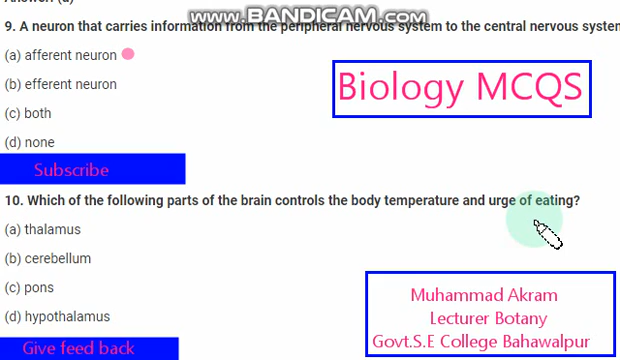 Answer: (d)
www.BANDICAM.com
9. A neuron that carries information from the peripheral nervous system to the central nervous
(a) afferent neuron
(b) efferent neuron
(c) both
(d) none
Biology MCQS
Subscribe
10. Which of the following parts of the brain controls the body temperature and urge of eating?
(a) thalamus
(b) cerebellum
(c) pons
(d) hypothalamus
Muhammad Akram
Lecturer Botany
Govt.S.E College Bahawalpur
Give feed back